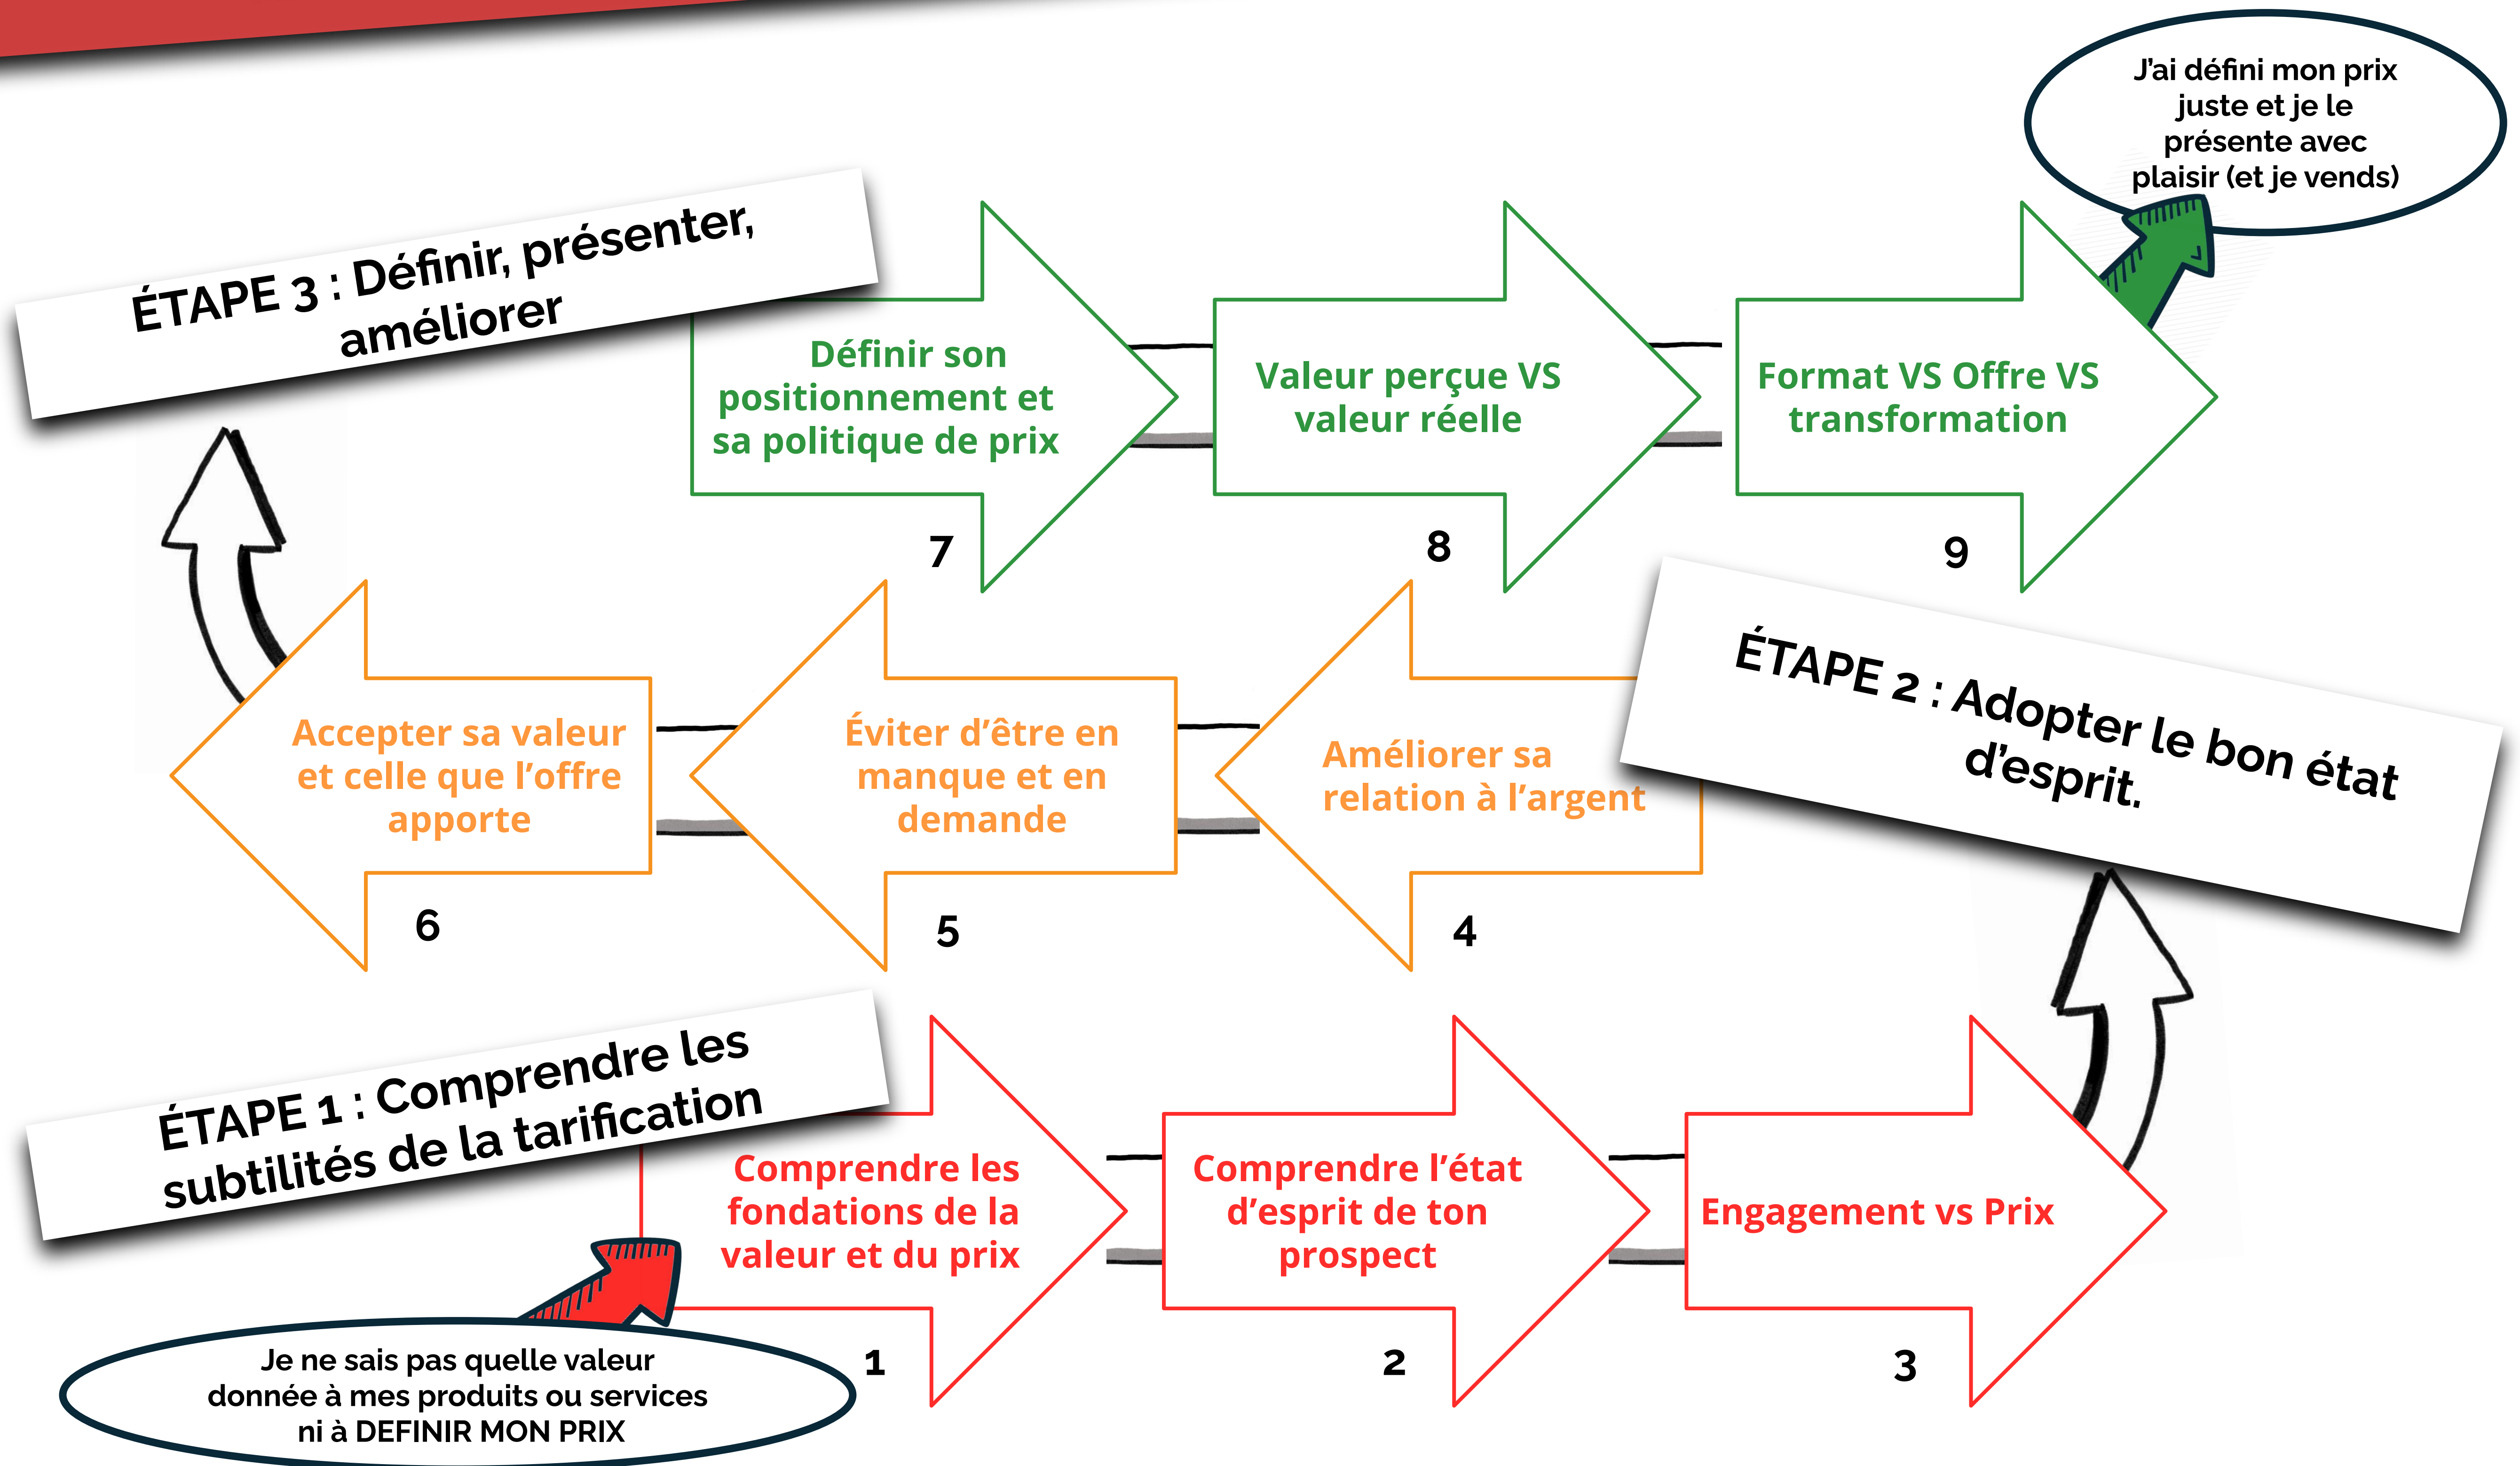 J'ai défini mon prix
juste et je le
présente avec
plaisir (et je vends)
ÉTAPE 3 : Définir, présenter,
améliorer
Définir son
positionnement et
sa politique de prix
7
Valeur perçue VS
valeur réelle
8
Format VS Offre VS
transformation
9
ÉTAPE 2 : Adopter le bon état
d'esprit.
Accepter sa valeur
et celle que l'offre
apporte
6
Éviter d'être en
manque et en
demande
5
Améliorer sa
relation à l'argent
4
ÉTAPE 1 : Comprendre les
subtilités de la tarification
Comprendre les
fondations de la
valeur et du prix
1
Comprendre l'état
d'esprit de ton
prospect
2
Engagement vs Prix
3
Je ne sais pas quelle valeur
donnée à mes produits ou services
ni à DEFINIR MON PRIX